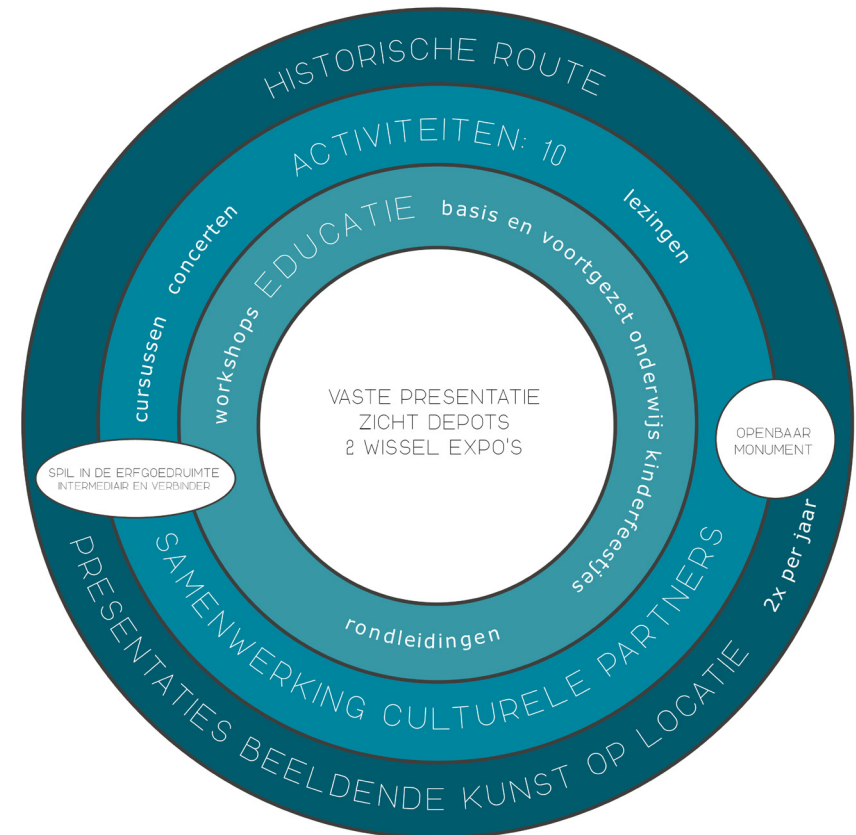 HISTORISCHE ROUTE
ACTIVITEITEN: 10
lezingen
concerten
cursussen
EDUCATIE
basis en voortgezet onderwijs kinderfeestjes
workshops
rondleidingen
VASTE PRESENTATIE
ZICHT DEPOTS
2 WISSEL EXPO'S
OPENBAAR
MONUMENT
SPIL IN DE ERFGOEDRUIMTE
INTERMEDIAIR EN VERBINDER
SAMENWERKING CULTURELE PARTNERS
PRESENTATIES BEELDENDE KUNST OP LOCATIE
2x per jaar